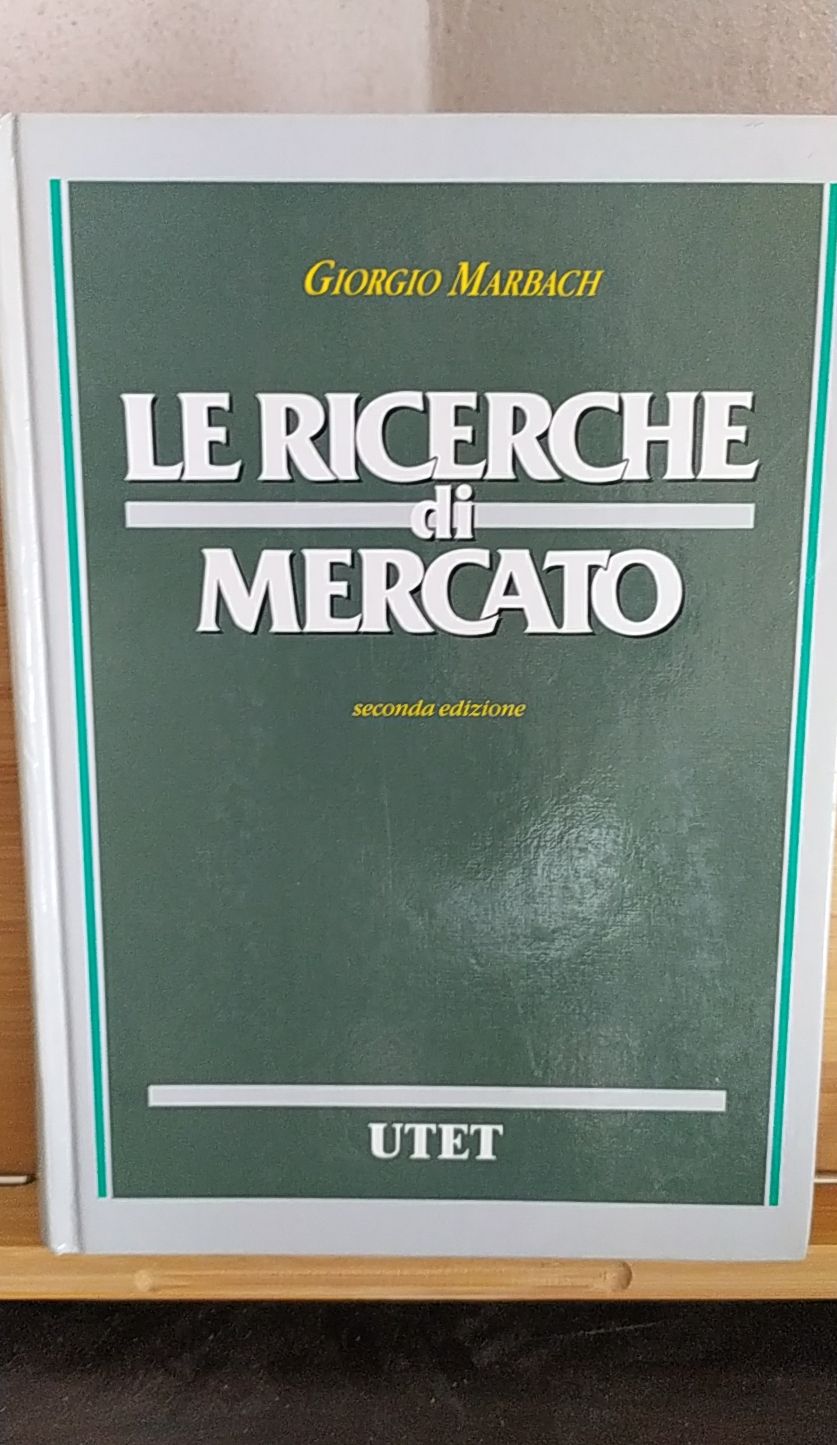 GIORGIO MARBACH
LE RICERCHE
di
MERCATO
seconda edizione
UTET